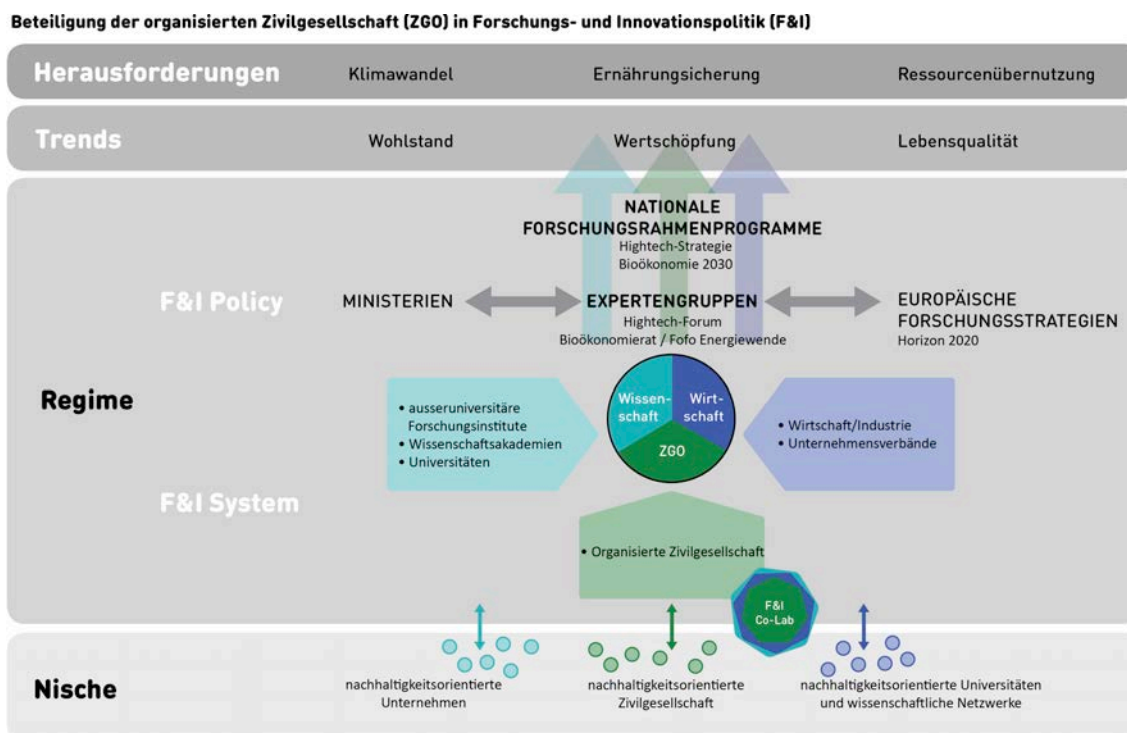 Beteiligung der organisierten Zivilgesellschaft (ZGO) in Forschungs- und Innovationspolitik (F&I)
Herausforderungen
Klimawandel
Ernährungsicherung
Ressourcenübernutzung
Trends
Wohlstand
Wertschöpfung
Lebensqualität
NATIONALE
FORSCHUNGSRAHMENPROGRAMME
Hightech-Strategie
Bioökonomie 2030
F&I Policy
MINISTERIEN
EXPERTENGRUPPEN
Hightech-Forum
Bioökonomierat / Fofo Energiewende
EUROPÄISCHE
FORSCHUNGSSTRATEGIEN
Horizon 2020
Regime
• ausseruniversitäre
Forschungsinstitute
• Wissenschaftsakademien
• Universitäten
Wissen-
schaft
Wirt-
schaft
ZGO
• Wirtschaft/Industrie
• Unternehmensverbände
F&I System
• Organisierte Zivilgesellschaft
F&I
Co-Lab
Nische
nachhaltigkeitsorientierte
Unternehmen
nachhaltigkeitsorientierte
Zivilgesellschaft
nachhaltigkeitsorientierte Universitäten
und wissenschaftliche Netzwerke